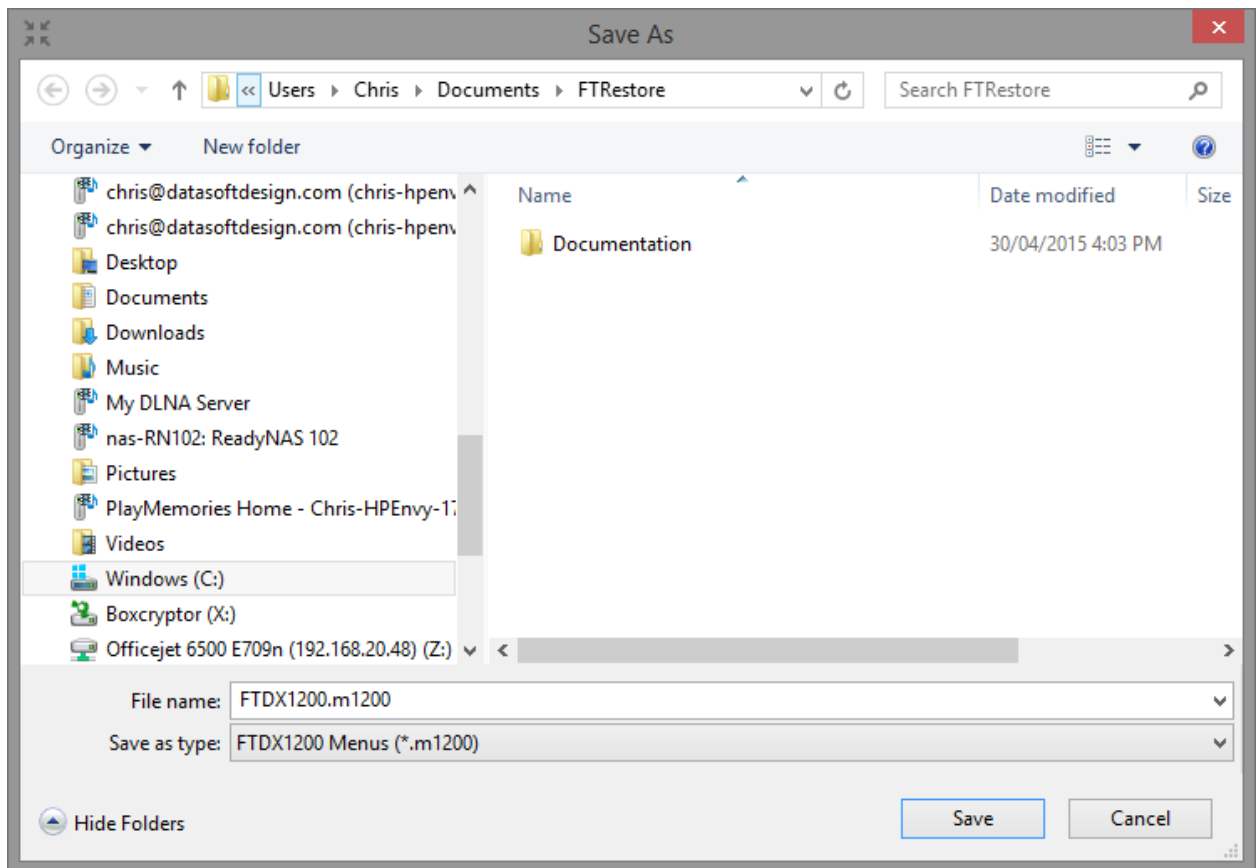 Save As
« Users Chris Documents FTRestore
Search FTRestore
Organize
New folder
Name
Date modified
Size
chris@datasoftdesign.com (chris-hpenv
chris@datasoftdesign.com (chris-hpenv
Desktop
Documents
Downloads
Music
My DLNA Server
nas-RN102: ReadyNAS 102
Pictures
PlayMemories Home - Chris-HPEnvy-17
Videos
Windows (C:)
Boxcryptor (X:)
Officejet 6500 E709n (192.168.20.48) (Z:)
Documentation
30/04/2015 4:03 PM
File name: FTDX1200.m1200
Save as type: FTDX1200 Menus (*.m1200)
Hide Folders
Save
Cancel